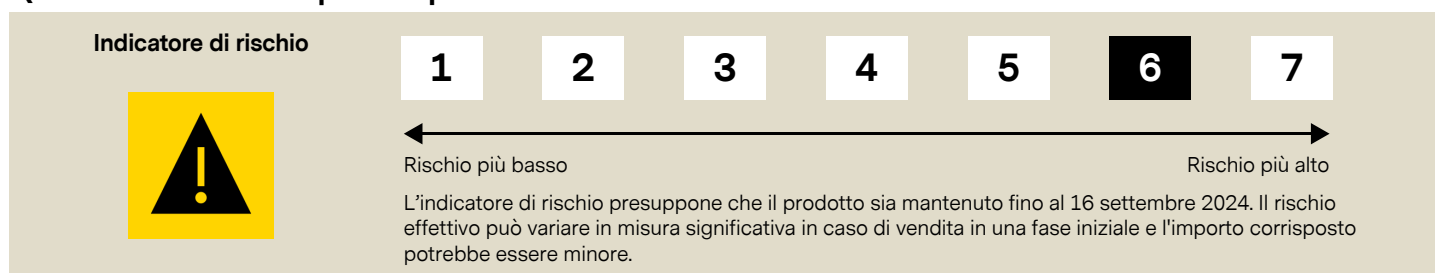 Indicatore di rischio
1 2 3 4 5 6 7
Rischio più basso Rischio più alto
L'indicatore di rischio presuppone che il prodotto sia mantenuto fino al 16 settembre 2024. Il rischio
effettivo può variare in misura significativa in caso di vendita in una fase iniziale e l'importo corrisposto
potrebbe essere minore.